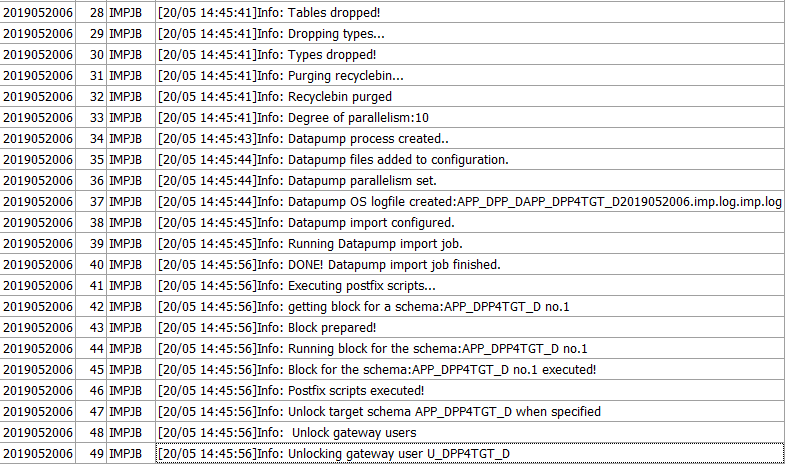 2019052006 28 IMPJB [20/05 14:45:41]Info: Tables dropped!
2019052006 29 IMPJB [20/05 14:45:41]Info: Dropping types...
2019052006 30 IMPJB [20/05 14:45:41]Info: Types dropped!
2019052006 31 IMPJB [20/05 14:45:41]Info: Purging recyclebin...
2019052006 32 IMPJB [20/05 14:45:41]Info: Recyclebin purged
2019052006 33 IMPJB [20/05 14:45:41]Info: Degree of parallelism:10
2019052006 34 IMPJB [20/05 14:45:43]Info: Datapump process created..
2019052006 35 IMPJB [20/05 14:45:44]Info: Datapump files added to configuration.
2019052006 36 IMPJB [20/05 14:45:44]Info: Datapump parallelism set.
2019052006 37 IMPJB [20/05 14:45:44]Info: Datapump OS logfile created:APP_DPP_DAPP_DPP4TGT_D2019052006.imp.log.imp.log
2019052006 38 IMPJB [20/05 14:45:45]Info: Datapump import configured.
2019052006 39 IMPJB [20/05 14:45:45]Info: Running Datapump import job.
2019052006 40 IMPJB [20/05 14:45:56]Info: DONE! Datapump import job finished.
2019052006 41 IMPJB [20/05 14:45:56]Info: Executing postfix scripts...
2019052006 42 IMPJB [20/05 14:45:56]Info: getting block for a schema:APP_DPP4TGT_D no.1
2019052006 43 IMPJB [20/05 14:45:56]Info: Block prepared!
2019052006 44 IMPJB [20/05 14:45:56]Info: Running block for the schema:APP_DPP4TGT_D no.1
2019052006 45 IMPJB [20/05 14:45:56]Info: Block for the schema:APP_DPP4TGT_D no.1 executed!
2019052006 46 IMPJB [20/05 14:45:56]Info: Postfix scripts executed!
2019052006 47 IMPJB [20/05 14:45:56]Info: Unlock target schema APP_DPP4TGT_D when specified
2019052006 48 IMPJB [20/05 14:45:56]Info:  Unlock gateway users
2019052006 49 IMPJB [20/05 14:45:56]Info: Unlocking gateway user U_DPP4TGT_D